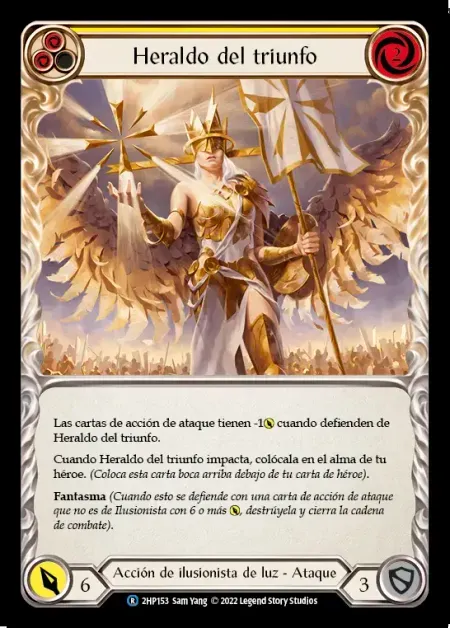 Heraldo del triunfo
2
Las cartas de acción de ataque tienen -1 cuando defienden de
Heraldo del triunfo.
Cuando Heraldo del triunfo impacta, colócala en el alma de tu
héroe. (Coloca esta carta boca arriba debajo de tu carta de héroe).
Fantasma (Cuando esto se defiende con una carta de acción de ataque
que no es de Ilusionista con 6 o más , destrúyela y cierra la cadena
de combate).
6
Acción de ilusionista de luz - Ataque
3
R 2HP153 Sam Yang © 2022 Legend Story Studios